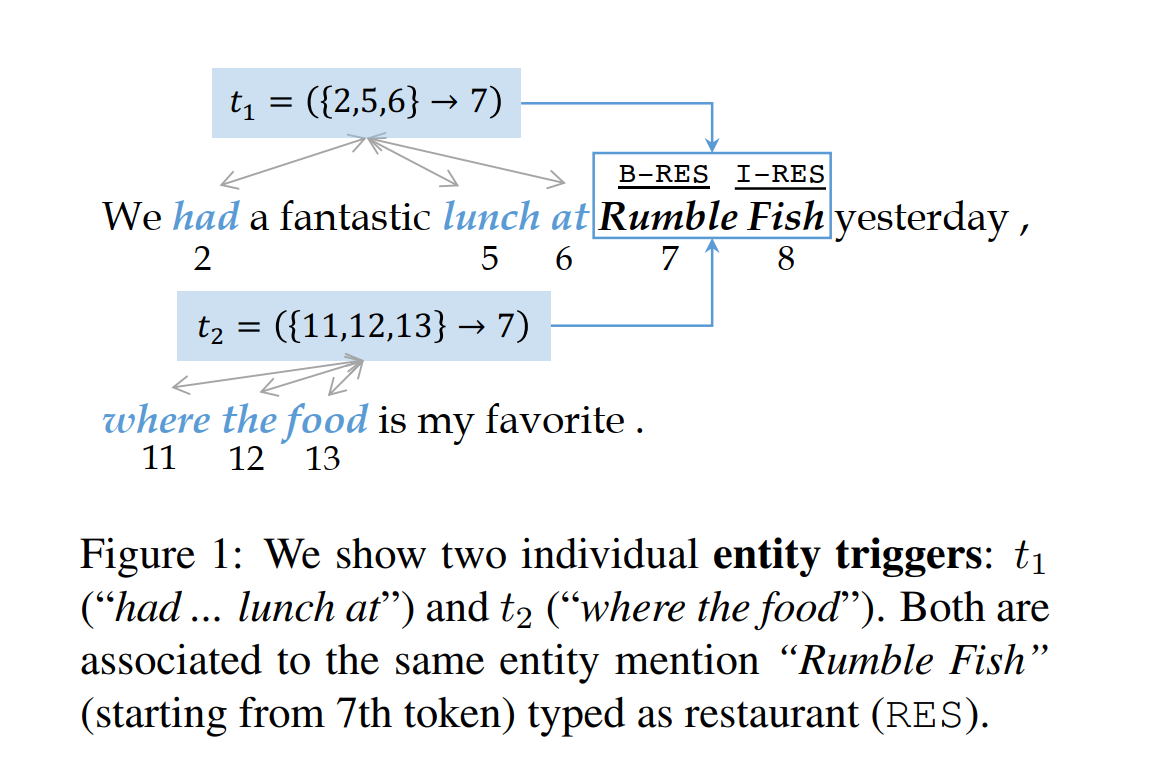 t₁ = ({2,5,6} → 7)
B-RES I-RES
We had a fantastic lunch at Rumble Fish yesterday ,
2 5 6 7 8
t₂ = ({11,12,13} → 7)
where the food is my favorite .
11 12 13
Figure 1: We show two individual entity triggers: t₁
(“had ... lunch at”) and t₂ (“where the food”). Both are
associated to the same entity mention “Rumble Fish”
(starting from 7th token) typed as restaurant (RES).